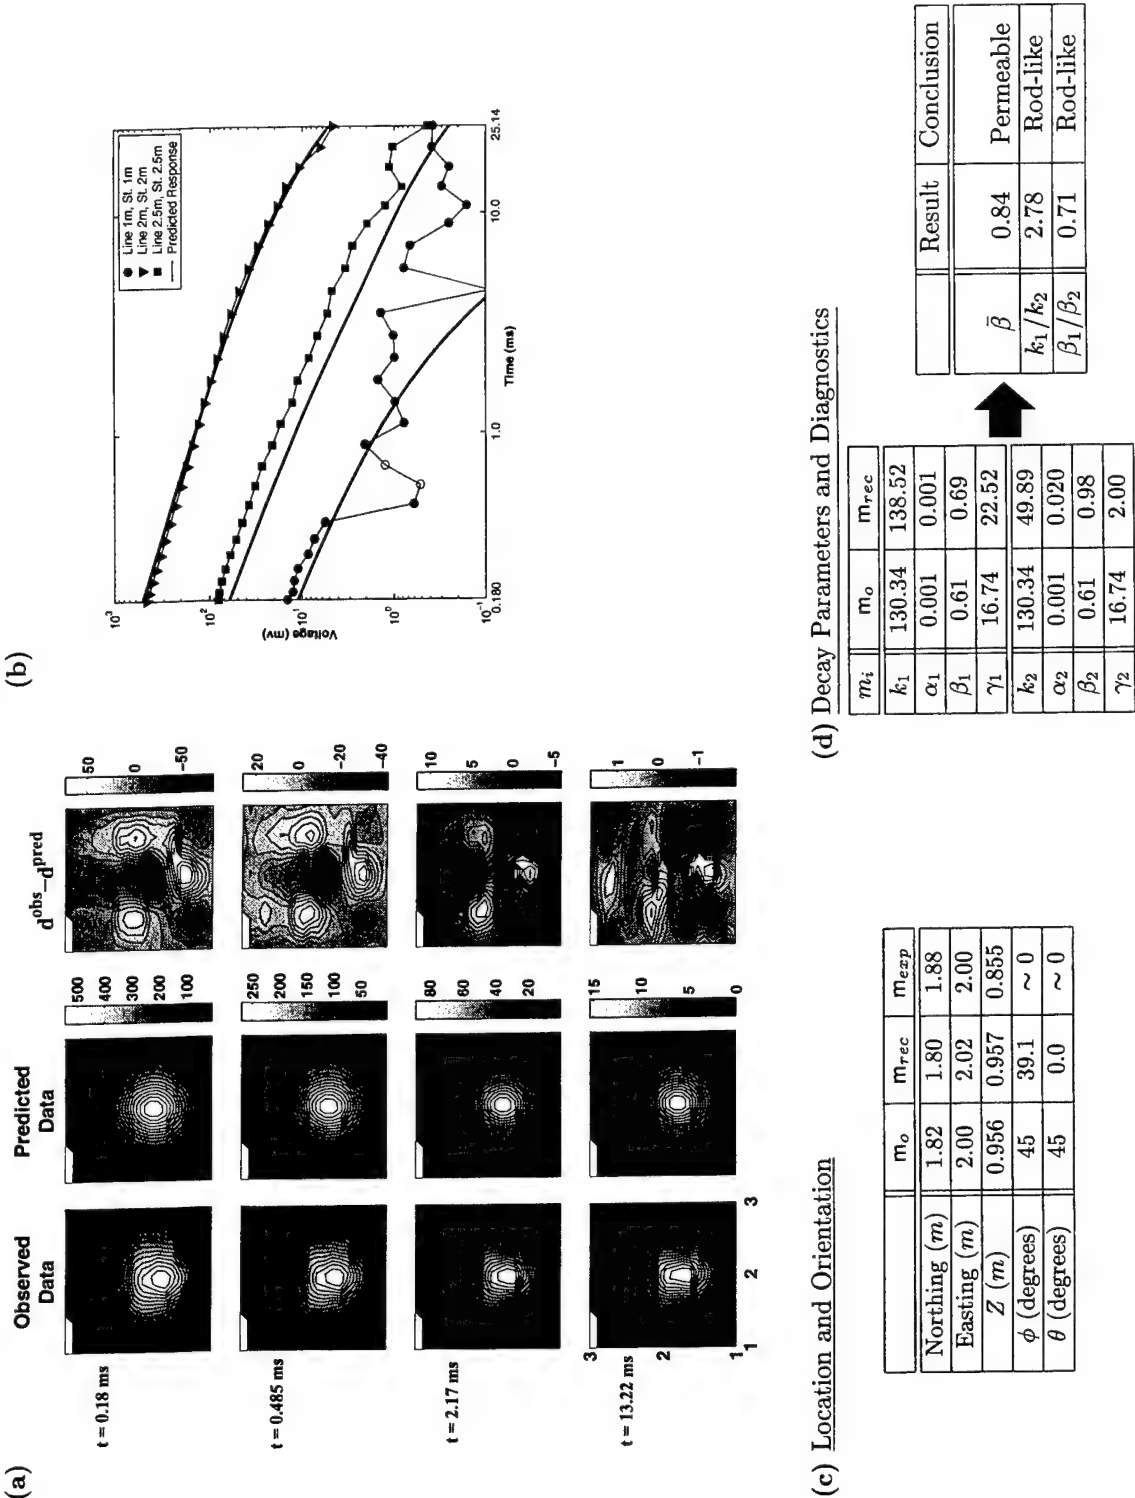 (a)
Observed Data
Predicted Data
d^obs–d^pred
t = 0.18 ms
500
400
300
200
100
50
0
−50
t = 0.485 ms
250
200
150
100
50
20
0
−20
−40
t = 2.17 ms
80
60
40
20
10
5
0
−5
t = 13.22 ms
3
2
1
1
2
3
15
10
5
0
1
0
−1
(b)
Voltage (mv)
10^3
10^2
10^1
10^0
10^-1
0.180
1.0
10.0
25.14
Time (ms)
Line 1m, St. 1m
Line 2m, St. 2m
Line 2.5m, St. 2.5m
Predicted Response
(c) Location and Orientation
m_o m_rec m_exp
Northing (m) 1.82 1.80 1.88
Easting (m) 2.00 2.02 2.00
Z (m) 0.956 0.957 0.855
ϕ (degrees) 45 39.1 ~ 0
θ (degrees) 45 0.0 ~ 0
(d) Decay Parameters and Diagnostics
m_i m_o m_rec
k_1 130.34 138.52
α_1 0.001 0.001
β_1 0.61 0.69
γ_1 16.74 22.52
k_2 130.34 49.89
α_2 0.001 0.020
β_2 0.61 0.98
γ_2 16.74 2.00
Result Conclusion
β̄ 0.84 Permeable
k_1/k_2 2.78 Rod-like
β_1/β_2 0.71 Rod-like